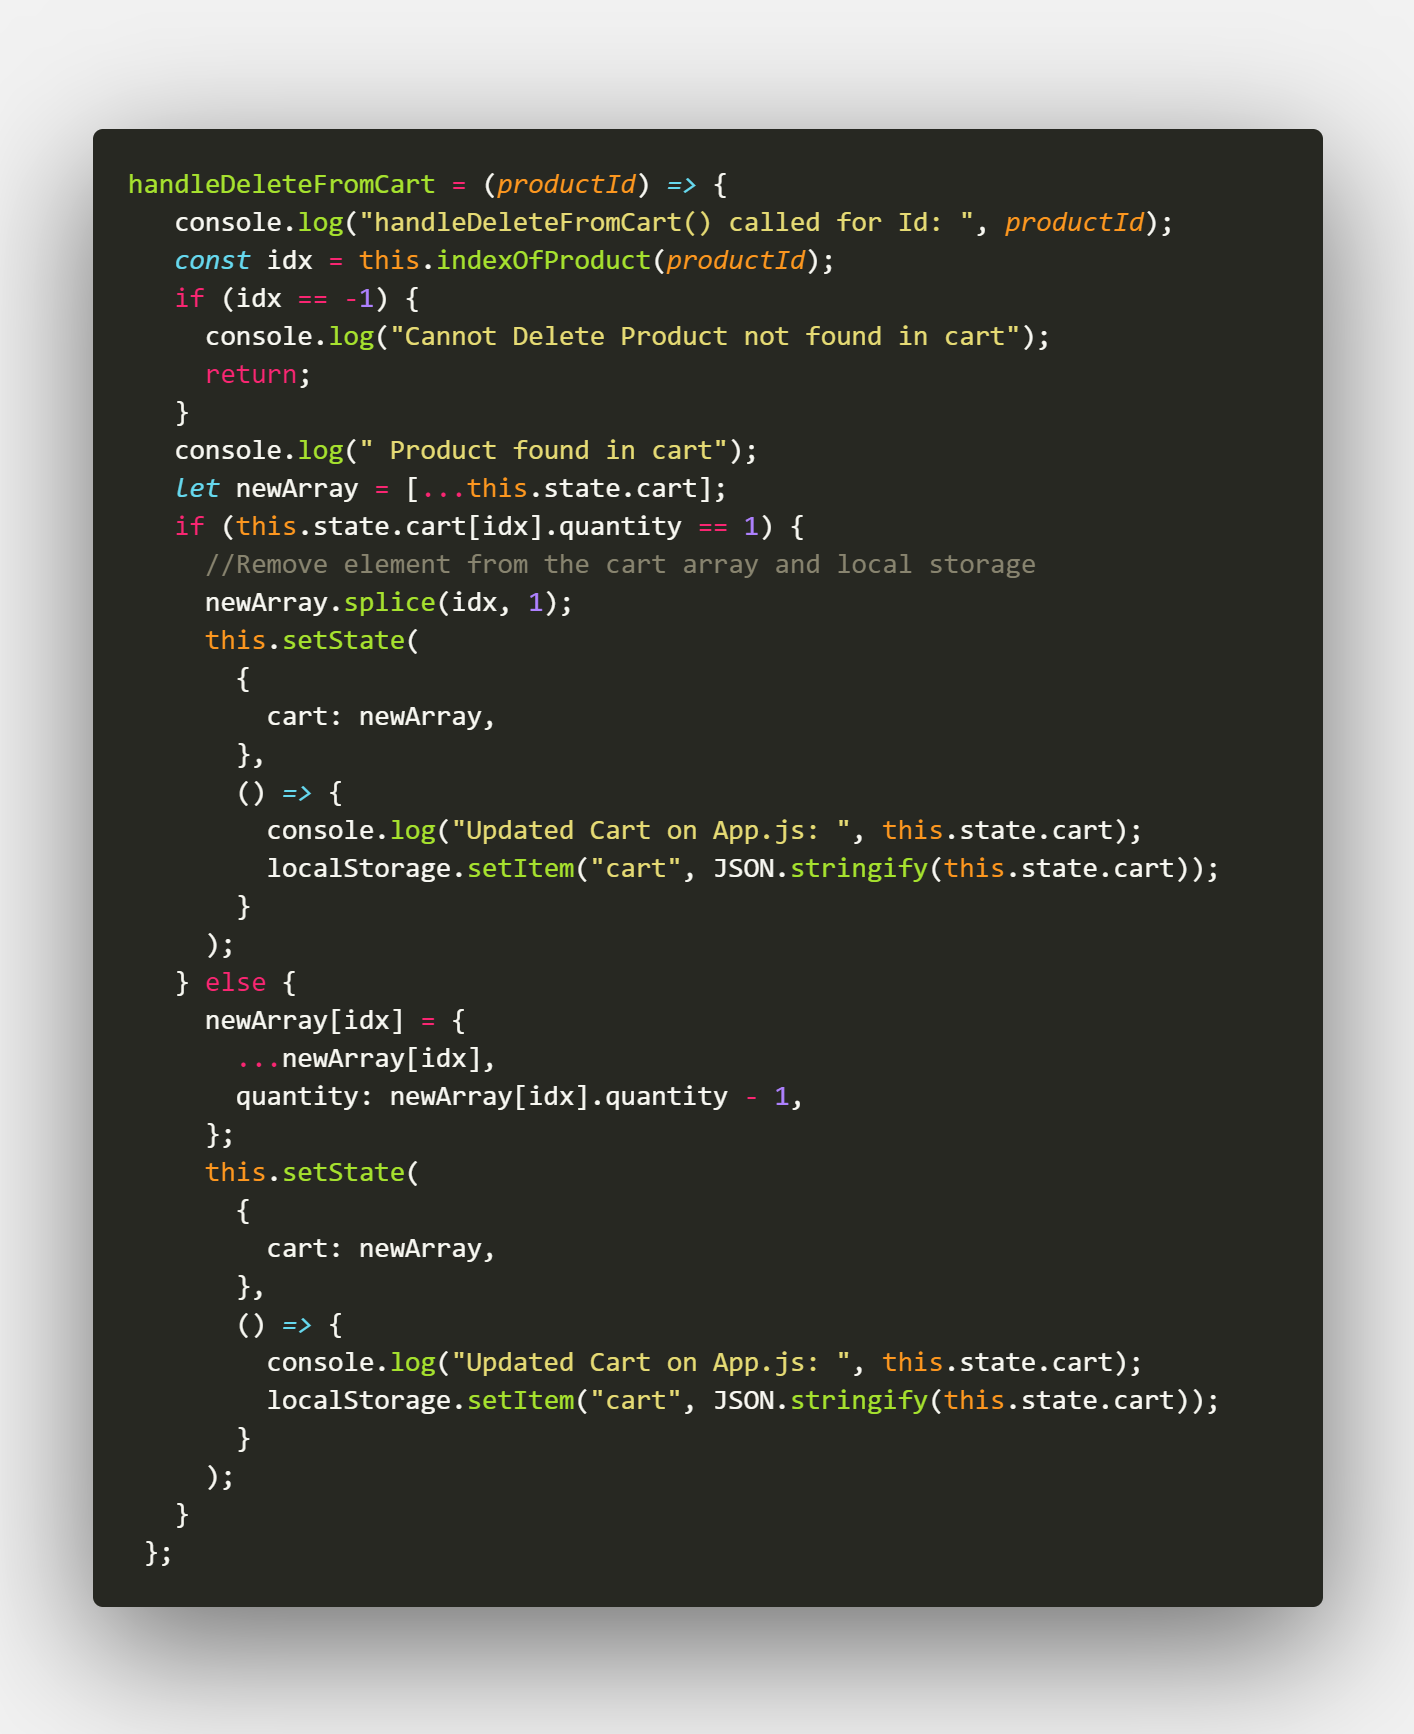 handleDeleteFromCart = (productId) => {
   console.log("handleDeleteFromCart() called for Id: ", productId);
   const idx = this.indexOfProduct(productId);
   if (idx == -1) {
     console.log("Cannot Delete Product not found in cart");
     return;
   }
   console.log(" Product found in cart");
   let newArray = [...this.state.cart];
   if (this.state.cart[idx].quantity == 1) {
     //Remove element from the cart array and local storage
     newArray.splice(idx, 1);
     this.setState(
       {
         cart: newArray,
       },
       () => {
         console.log("Updated Cart on App.js: ", this.state.cart);
         localStorage.setItem("cart", JSON.stringify(this.state.cart));
       }
     );
   } else {
     newArray[idx] = {
       ...newArray[idx],
       quantity: newArray[idx].quantity - 1,
     };
     this.setState(
       {
         cart: newArray,
       },
       () => {
         console.log("Updated Cart on App.js: ", this.state.cart);
         localStorage.setItem("cart", JSON.stringify(this.state.cart));
       }
     );
   }
 };